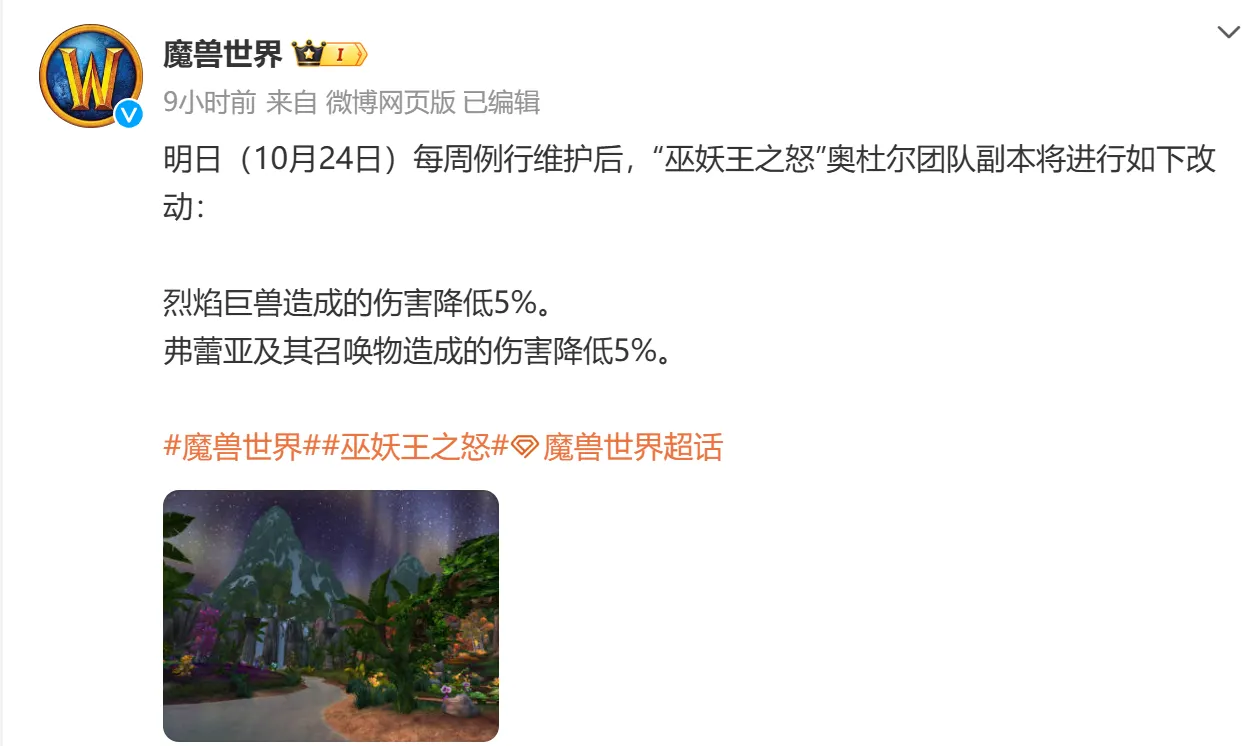 魔兽世界 I
9小时前 来自 微博网页版 已编辑
明日（10月24日）每周例行维护后，“巫妖王之怒”奥杜尔团队副本将进行如下改
动：
烈焰巨兽造成的伤害降低5%。
弗蕾亚及其召唤物造成的伤害降低5%。
#魔兽世界##巫妖王之怒#魔兽世界超话